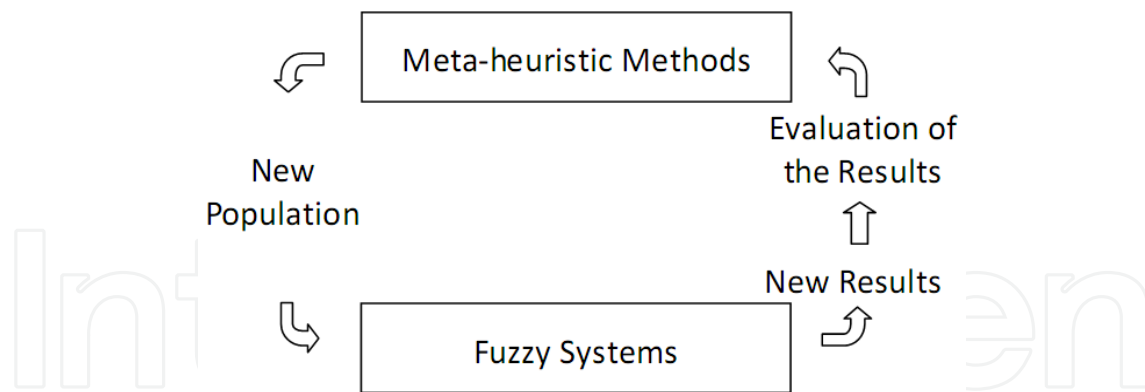 Meta-heuristic Methods
New
Population
Evaluation of
the Results
New Results
Fuzzy Systems